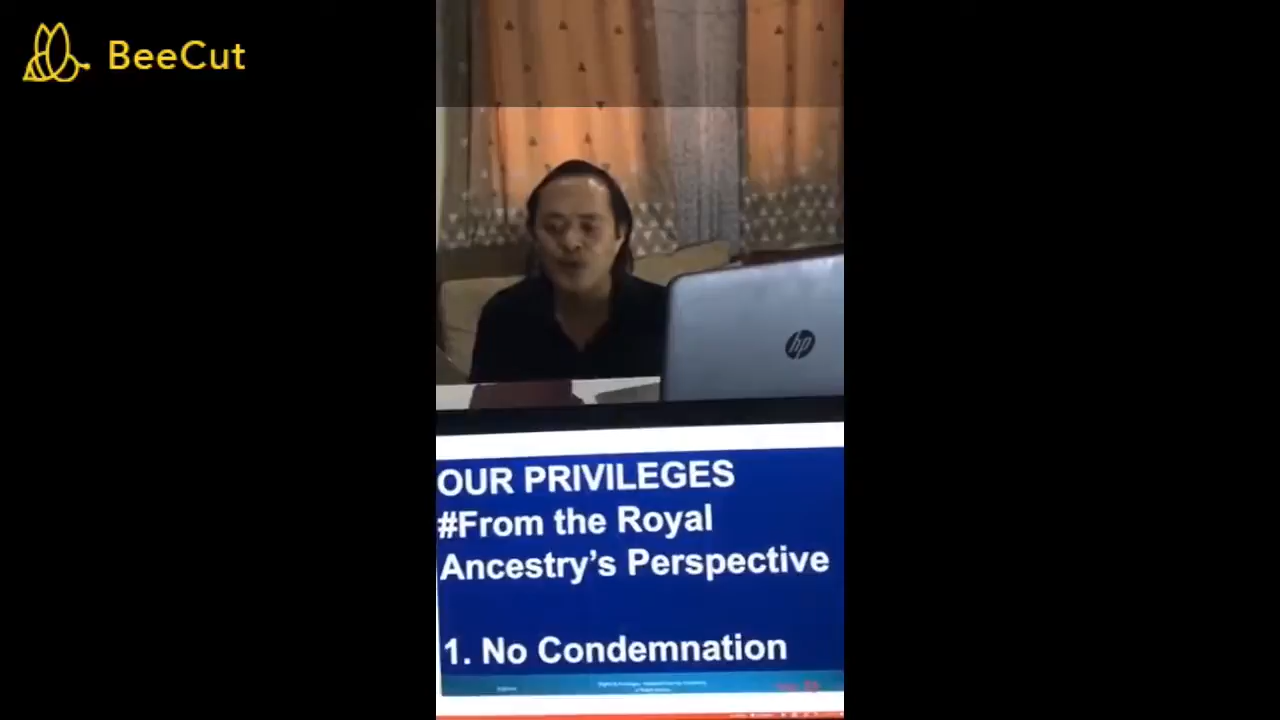 BeeCut
hp
OUR PRIVILEGES
#From the Royal
Ancestry's Perspective
1. No Condemnation